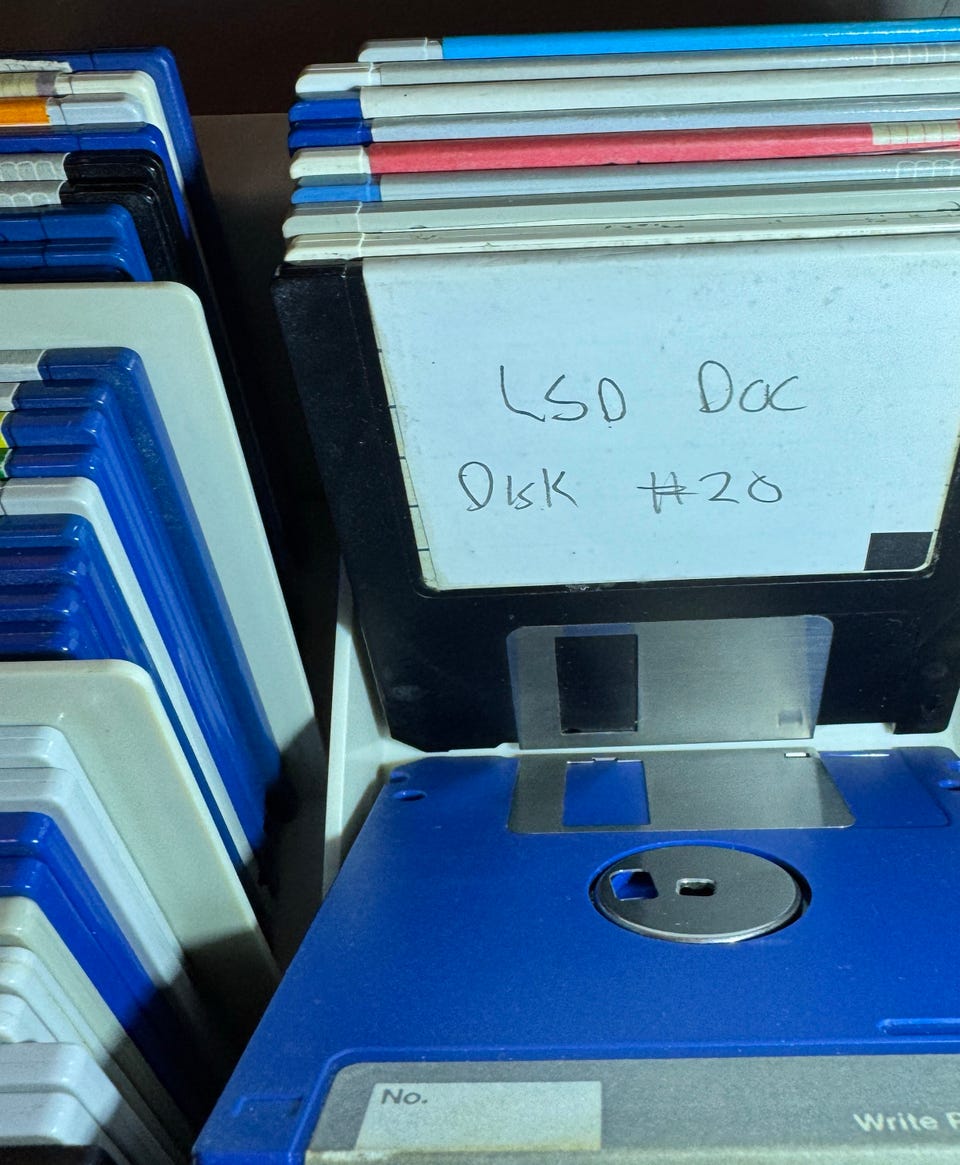 LSD Doc
Disk #20
No.
Write P